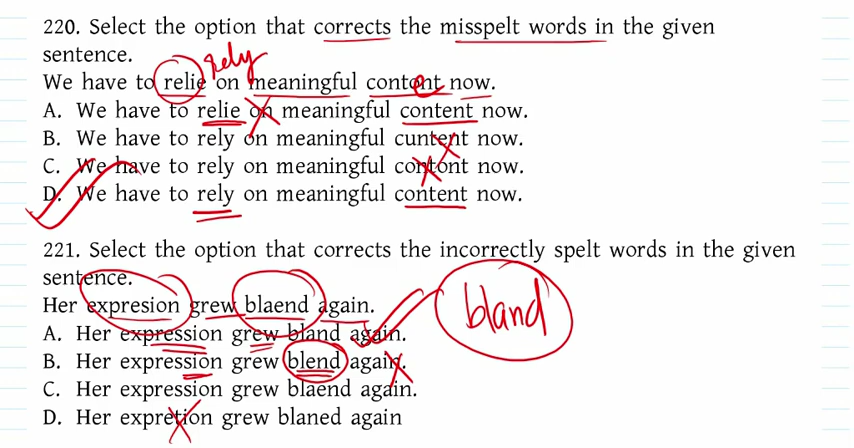 220. Select the option that corrects the misspelt words in the given
sentence.
rely
We have to relie on meaningful content now.
A. We have to relie on meaningful content now.
B. We have to rely on meaningful cuntent now.
C. We have to rely on meaningful contont now.
D. We have to rely on meaningful content now.
221. Select the option that corrects the incorrectly spelt words in the given
sentence.
Her expresion grew blaend again.
bland
A. Her expression grew bland again.
B. Her expression grew blend again.
C. Her expression grew blaend again.
D. Her expretion grew blaned again